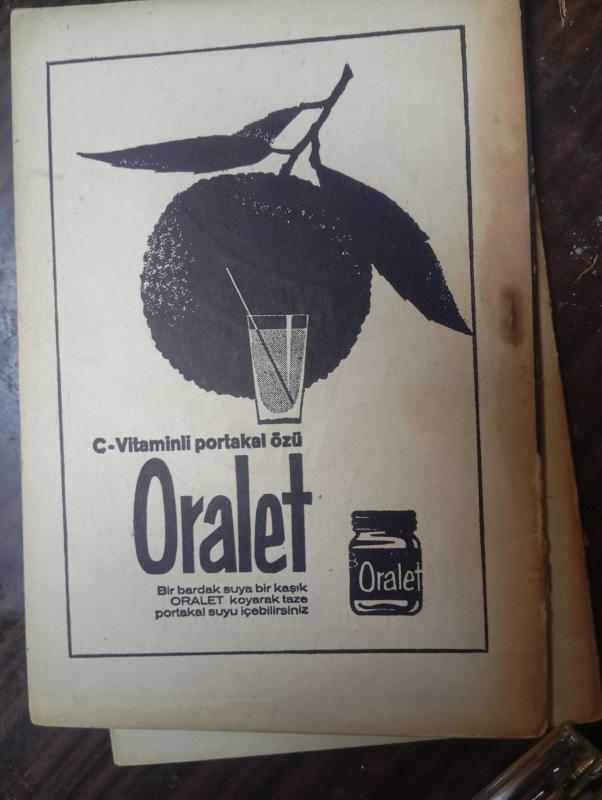 Ç-Vitaminli portakal özü
Oralet
Bir bardak suya bir kaşık
ORALET koyarak taze
portakal suyu içebilirsiniz
Oralet